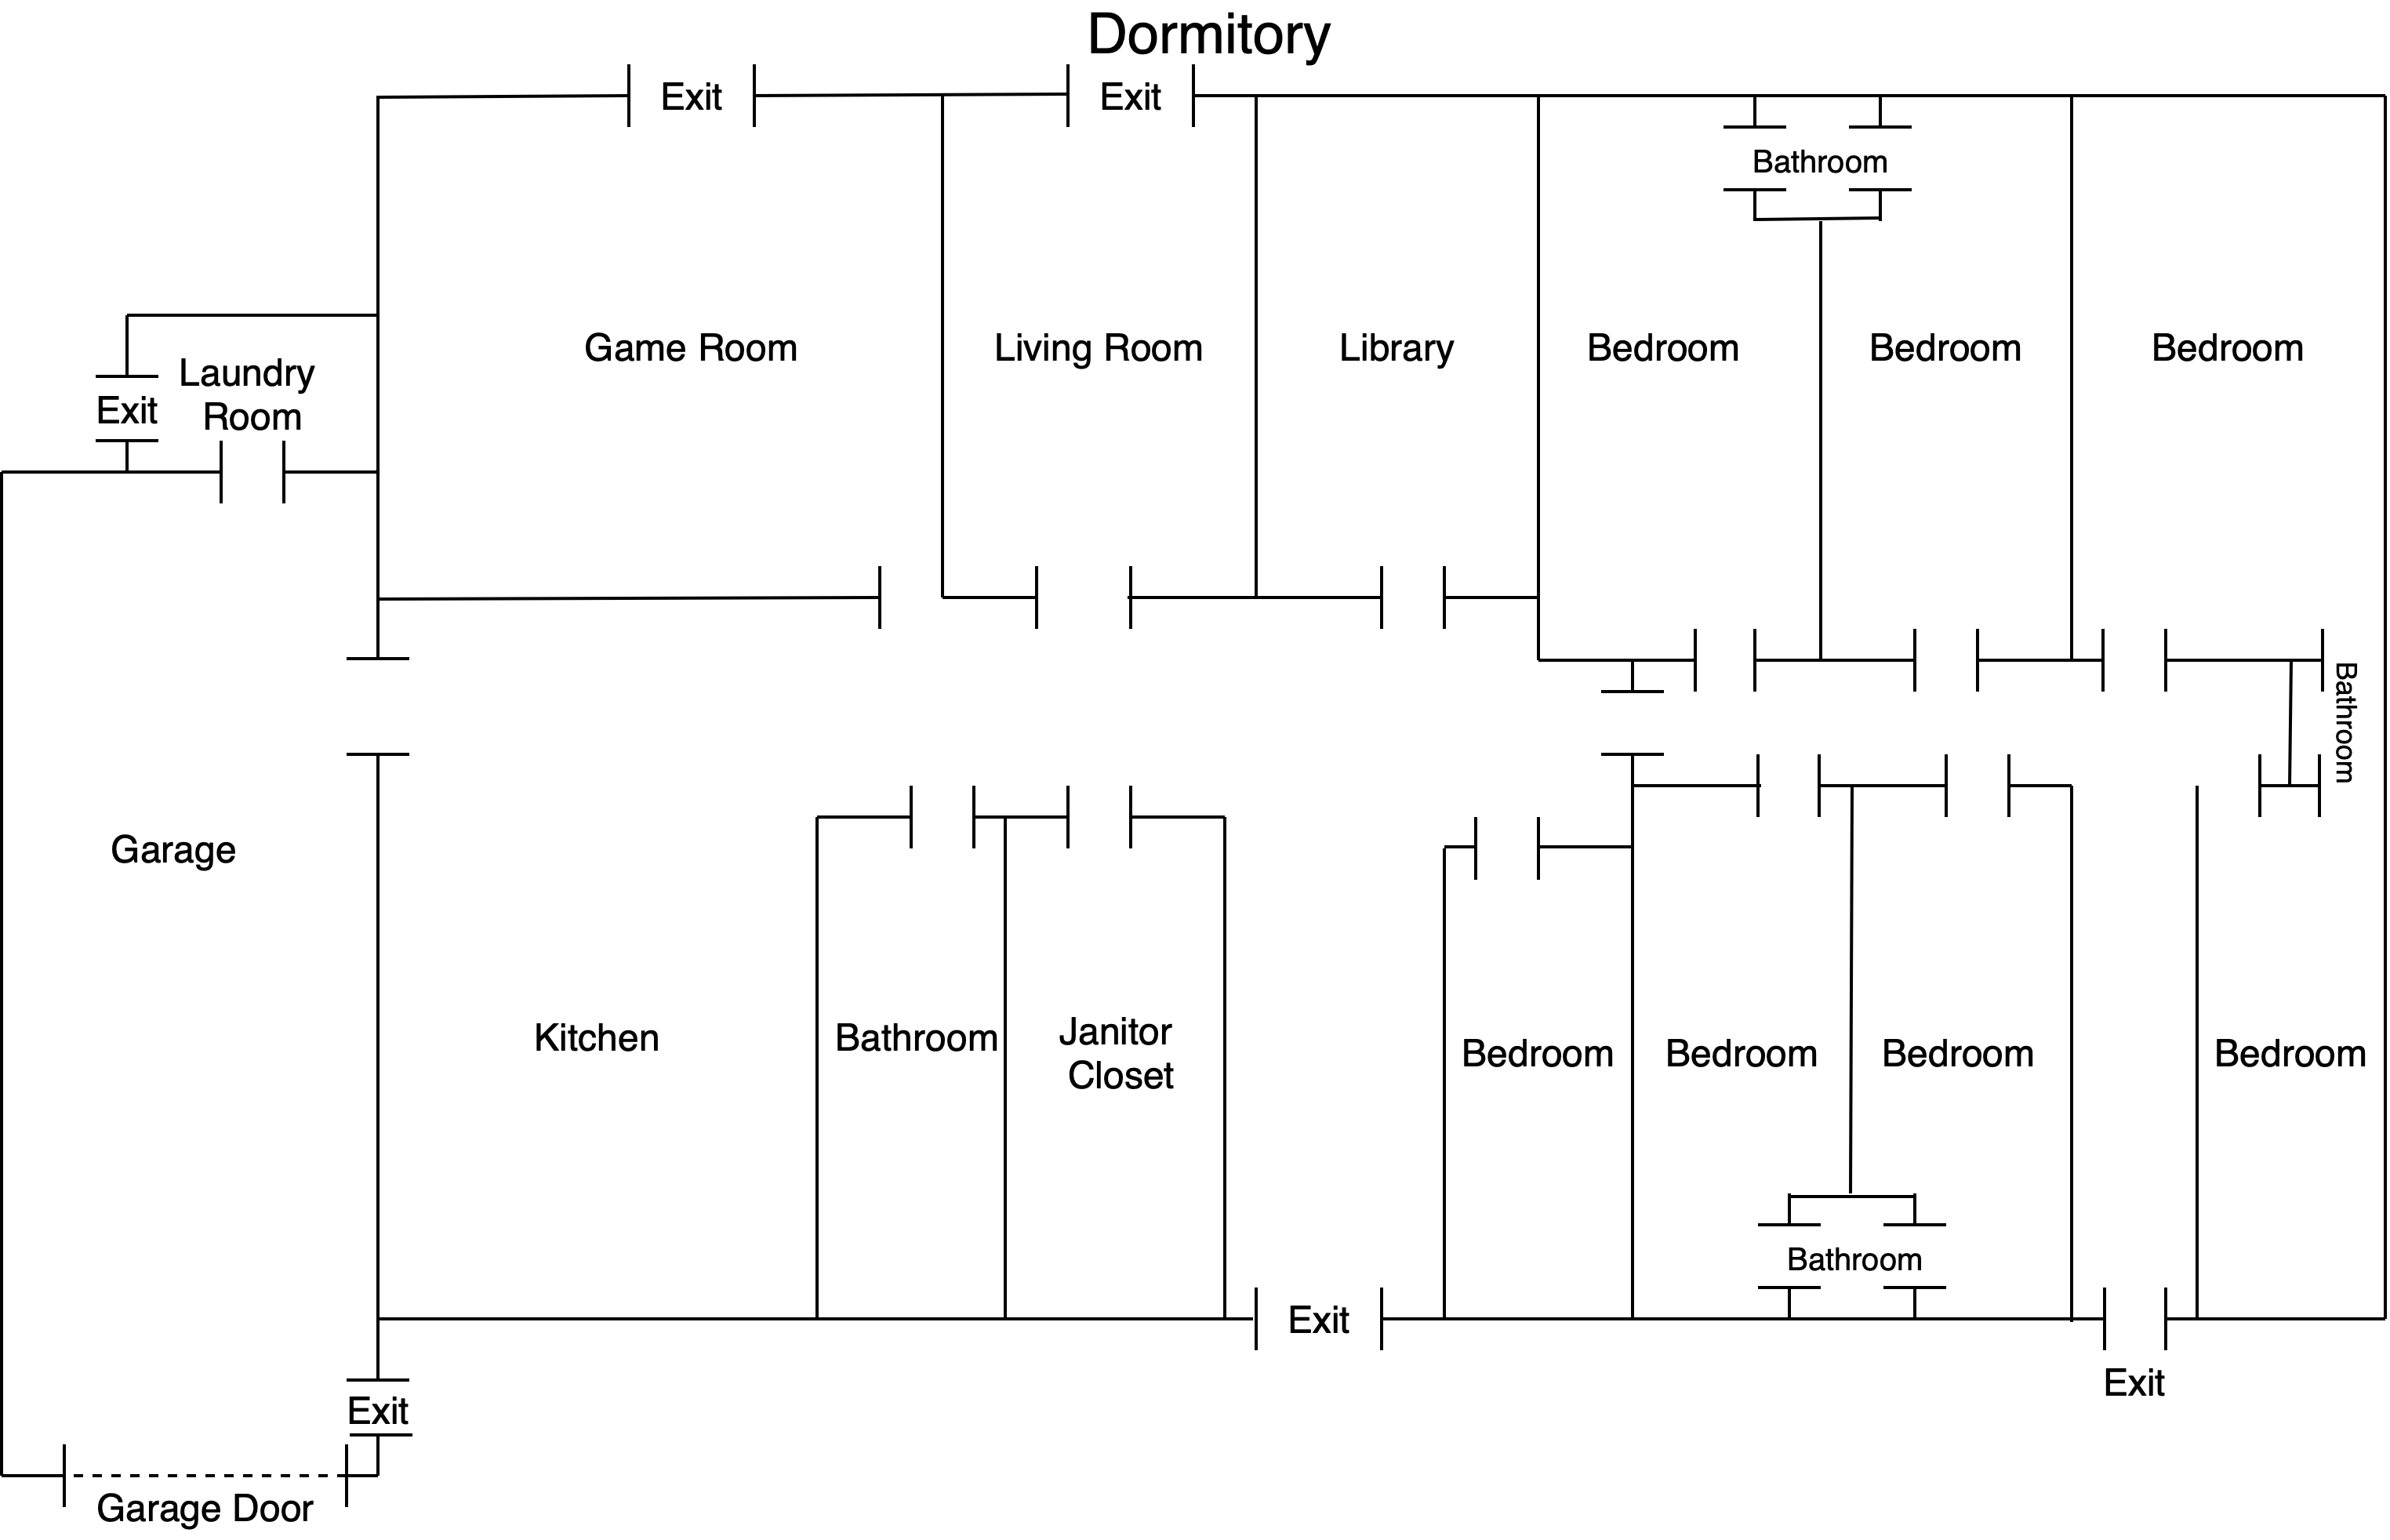 Dormitory
Exit
Exit
Bathroom
Game Room
Living Room
Library
Bedroom
Bedroom
Bedroom
Laundry
Room
Exit
Bathroom
Garage
Kitchen
Bathroom
Janitor
Closet
Bedroom
Bedroom
Bedroom
Bedroom
Bathroom
Exit
Exit
Exit
Garage Door